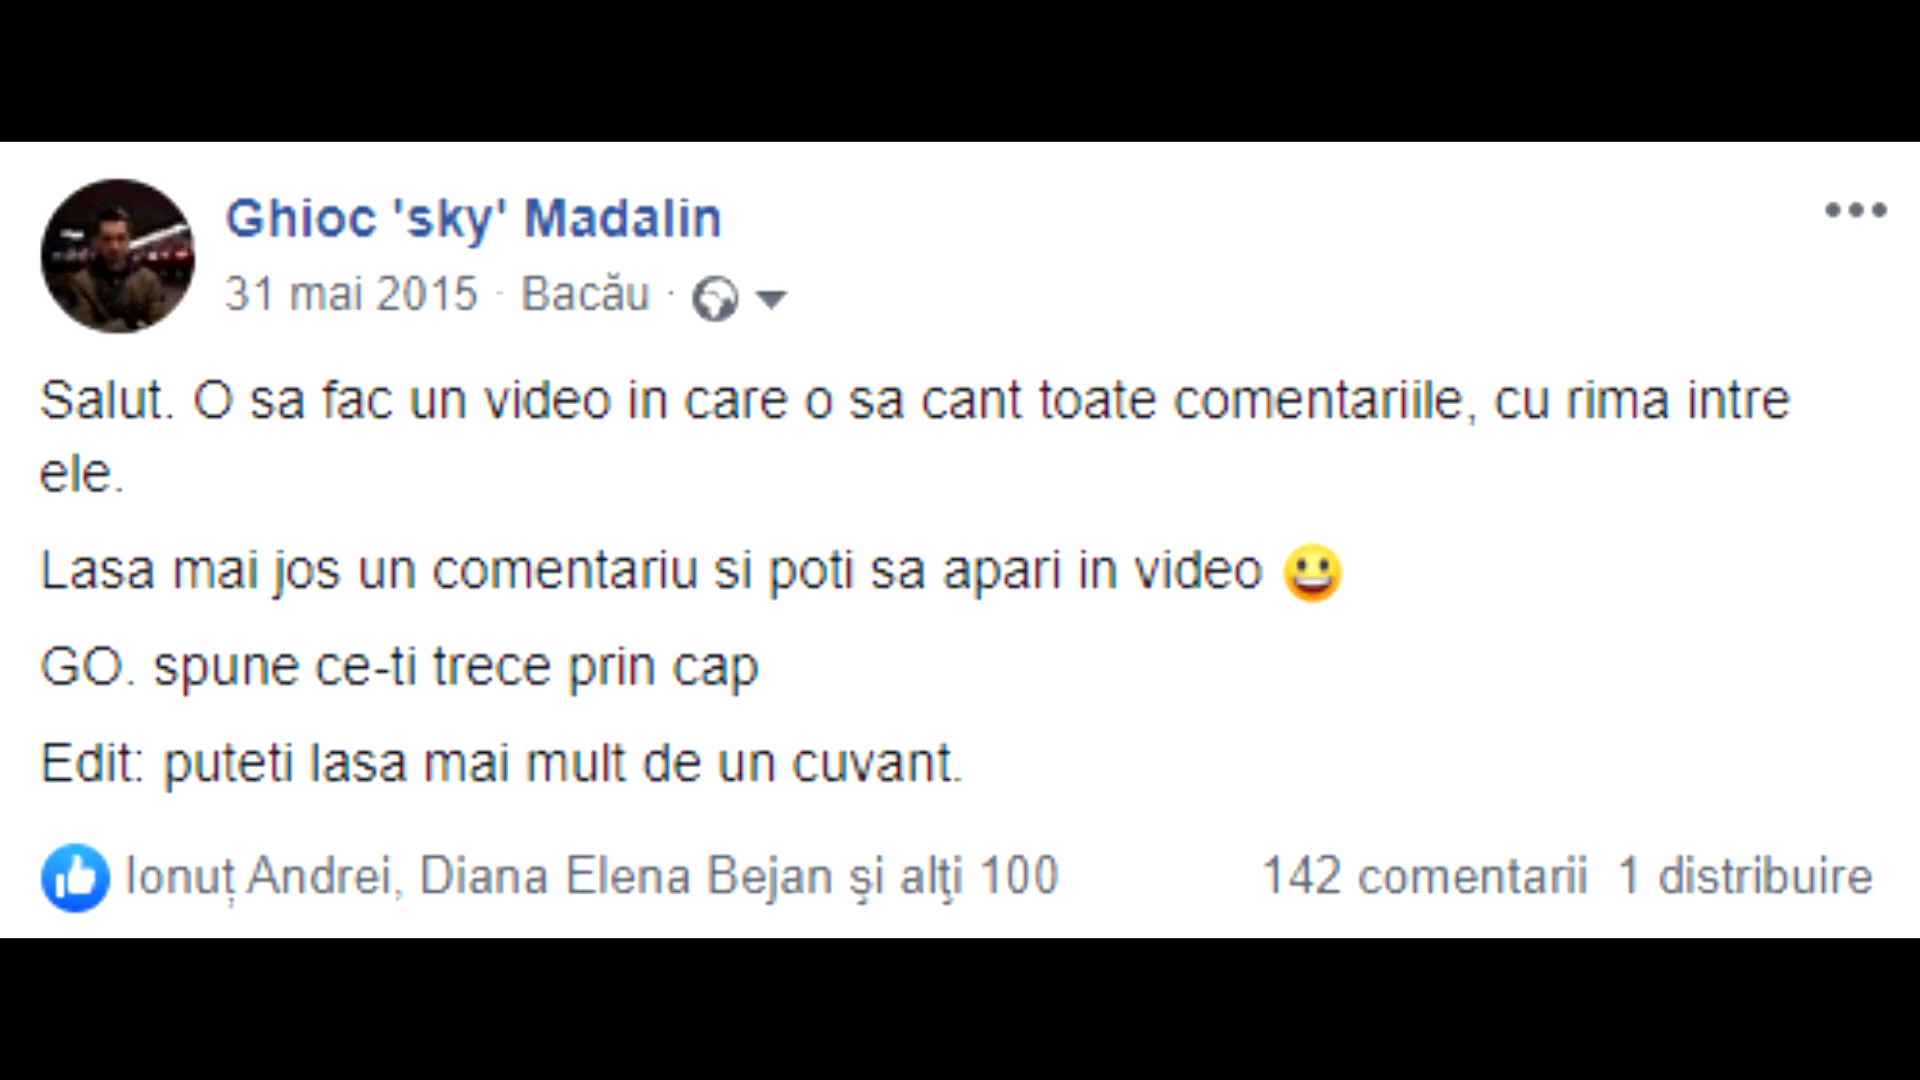 Ghioc 'sky' Madalin
31 mai 2015 · Bacău ·
Salut. O sa fac un video in care o sa cant toate comentariile, cu rima intre
ele.
Lasa mai jos un comentariu si poti sa apari in video 😀
GO. spune ce-ti trece prin cap
Edit: puteti lasa mai mult de un cuvant.
Ionuț Andrei, Diana Elena Bejan şi alţi 100 142 comentarii 1 distribuire